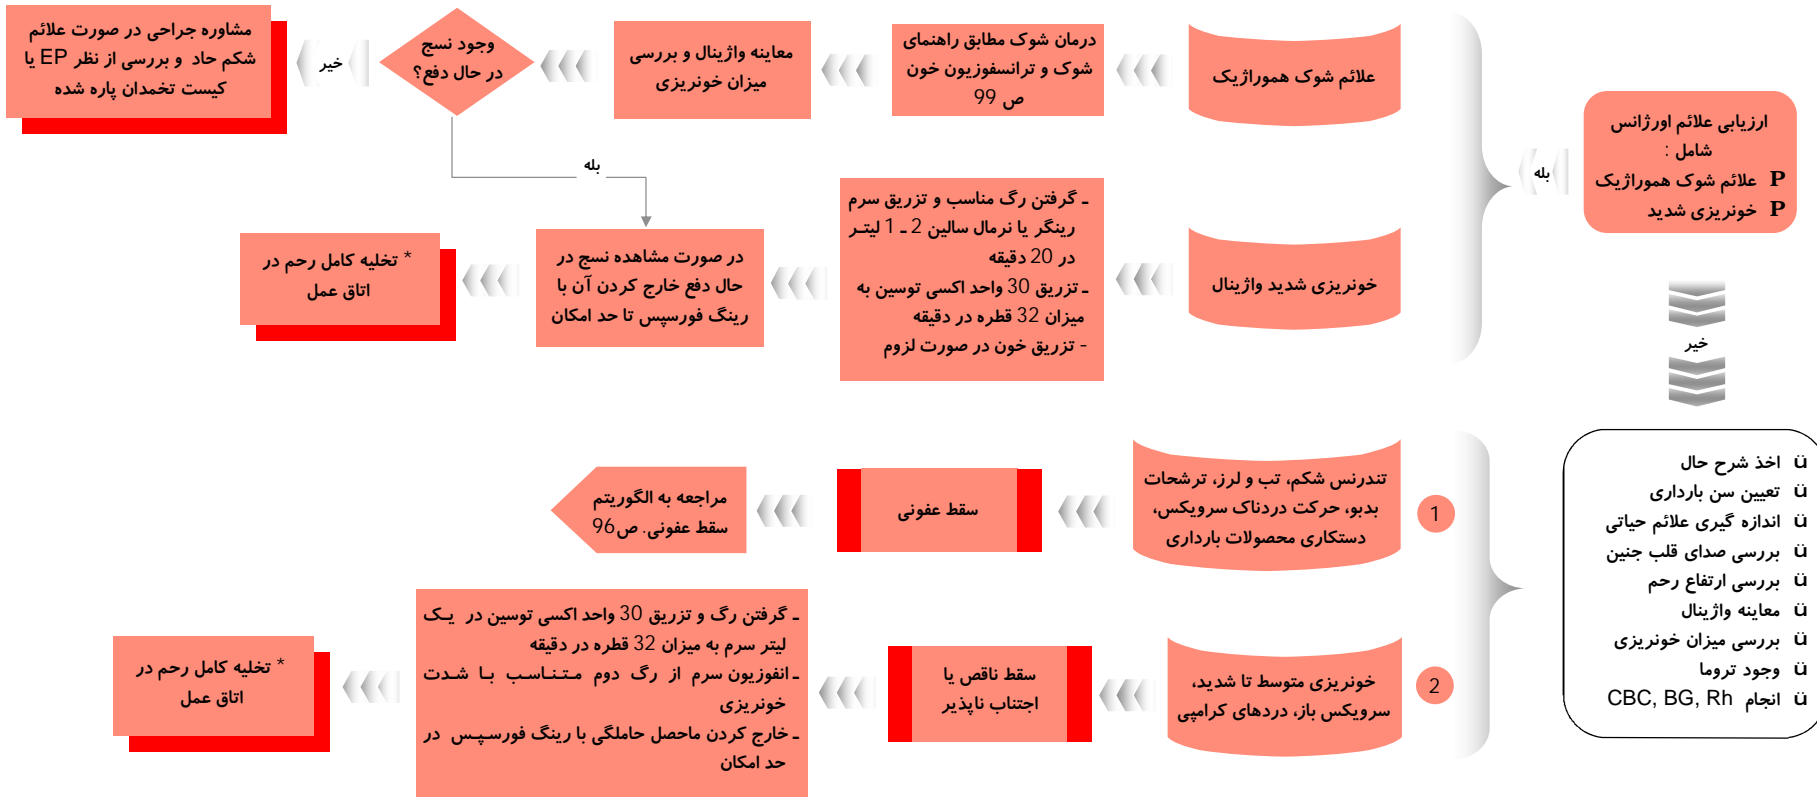 ارزیابی علائم اورژانس
شامل :
P علائم شوک هموراژیک
P خونریزی شدید
بله
علائم شوک هموراژیک
درمان شوک مطابق راهنمای
شوک و ترانسفوزیون خون
ص 99
معاینه واژینال و بررسی
میزان خونریزی
وجود نسج
در حال دفع؟
خیر
مشاوره جراحی در صورت علائم
شکم حاد و بررسی از نظر EP یا
کیست تخمدان پاره شده
بله
خونریزی شدید واژینال
ـ گرفتن رگ مناسب و تزریق سرم
رینگر یا نرمال سالین 2 ـ 1 لیتـر
در 20 دقیقه
ـ تزریق 30 واحد اکسی توسین به
میزان 32 قطره در دقیقه
- تزریق خون در صورت لزوم
در صورت مشاهده نسج در
حال دفع خارج کردن آن با
رینگ فورسپس تا حد امکان
* تخلیه کامل رحم در
اتاق عمل
خیر
ü اخذ شرح حال
ü تعیین سن بارداری
ü اندازه گیری علائم حیاتی
ü بررسی صدای قلب جنین
ü بررسی ارتفاع رحم
ü معاینه واژینال
ü بررسی میزان خونریزی
ü وجود تروما
ü انجام CBC, BG, Rh
1
تندرنس شکم، تب و لرز، ترشحات
بدبو، حرکت دردناک سرویکس،
دستکاری محصولات بارداری
سقط عفونی
مراجعه به الگوریتم
سقط عفونی. ص96
2
خونریزی متوسط تا شدید،
سرویکس باز، دردهای کرامپی
سقط ناقص یا
اجتناب ناپذیر
ـ گرفتن رگ و تزریق 30 واحد اکسی توسین در یـک
لیتر سرم به میزان 32 قطره در دقیقه
ـ انفوزیون سرم از رگ دوم متـناسب بـا شـدت
خونریزی
ـ خارج کردن ماحصل حاملگی با رینگ فورسـپـس در
حد امکان
* تخلیه کامل رحم در
اتاق عمل